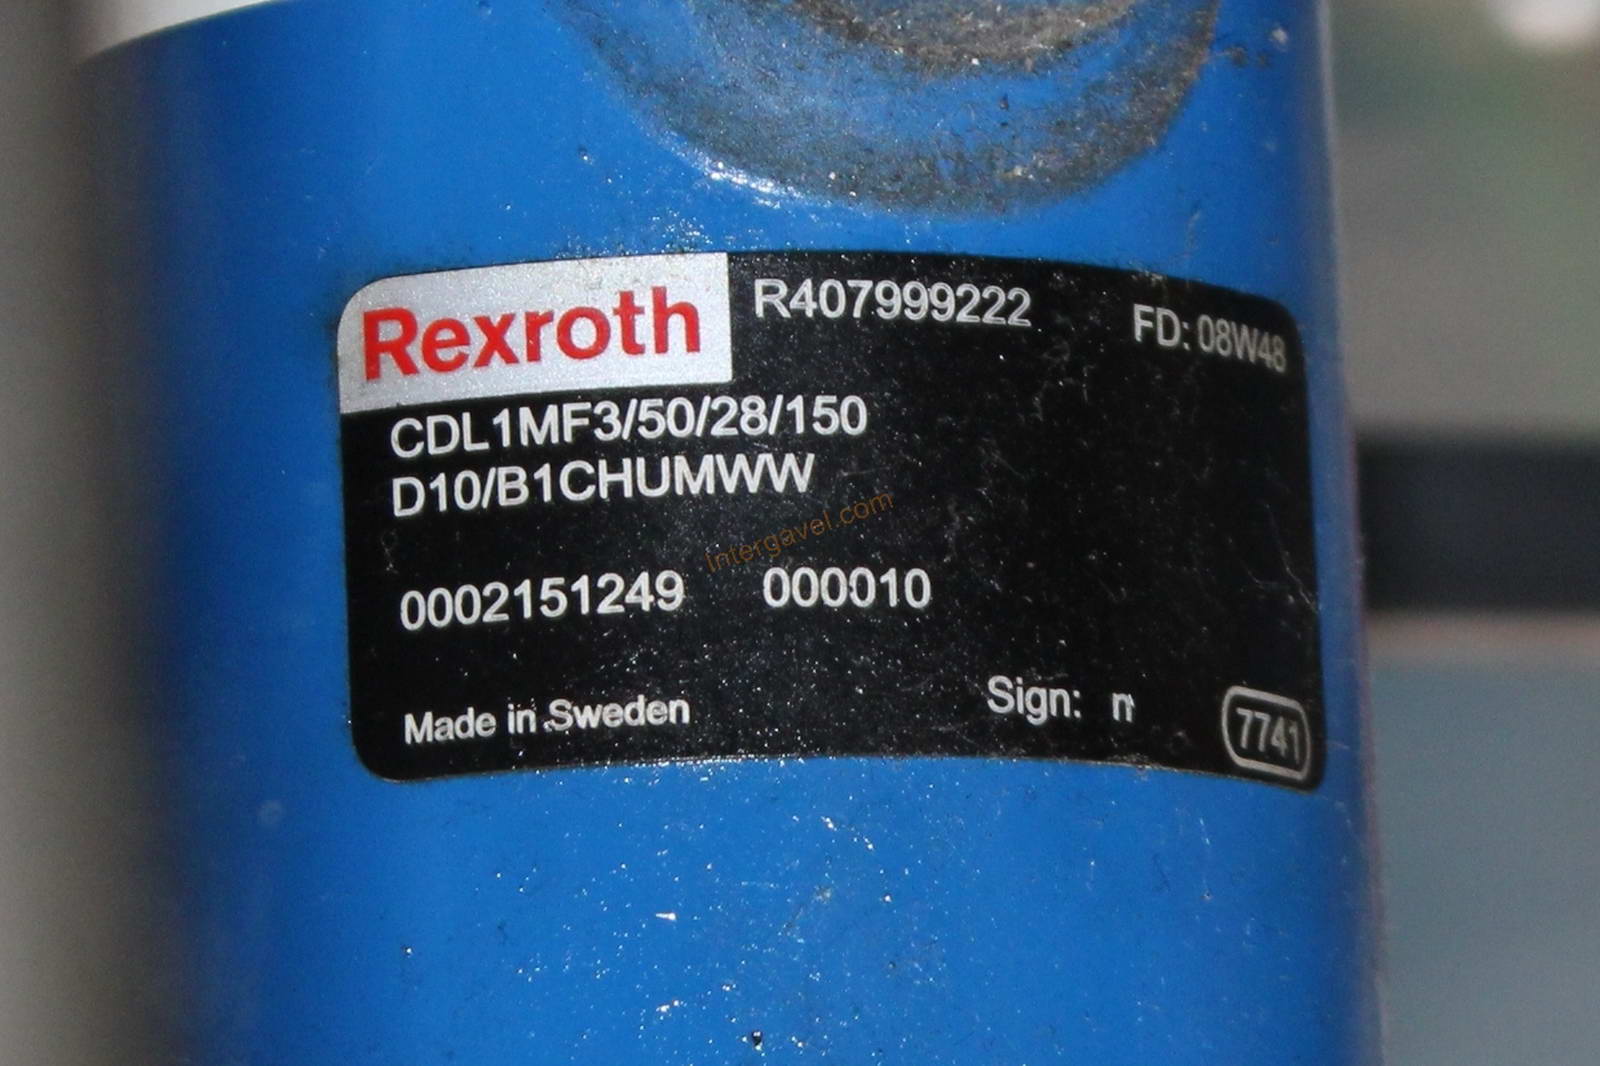 Rexroth R407999222 FD: 08W48
CDL1MF3/50/28/150
D10/B1CHUMWW
Intergavel.com
0002151249 000010
Made in Sweden Sign: 7741